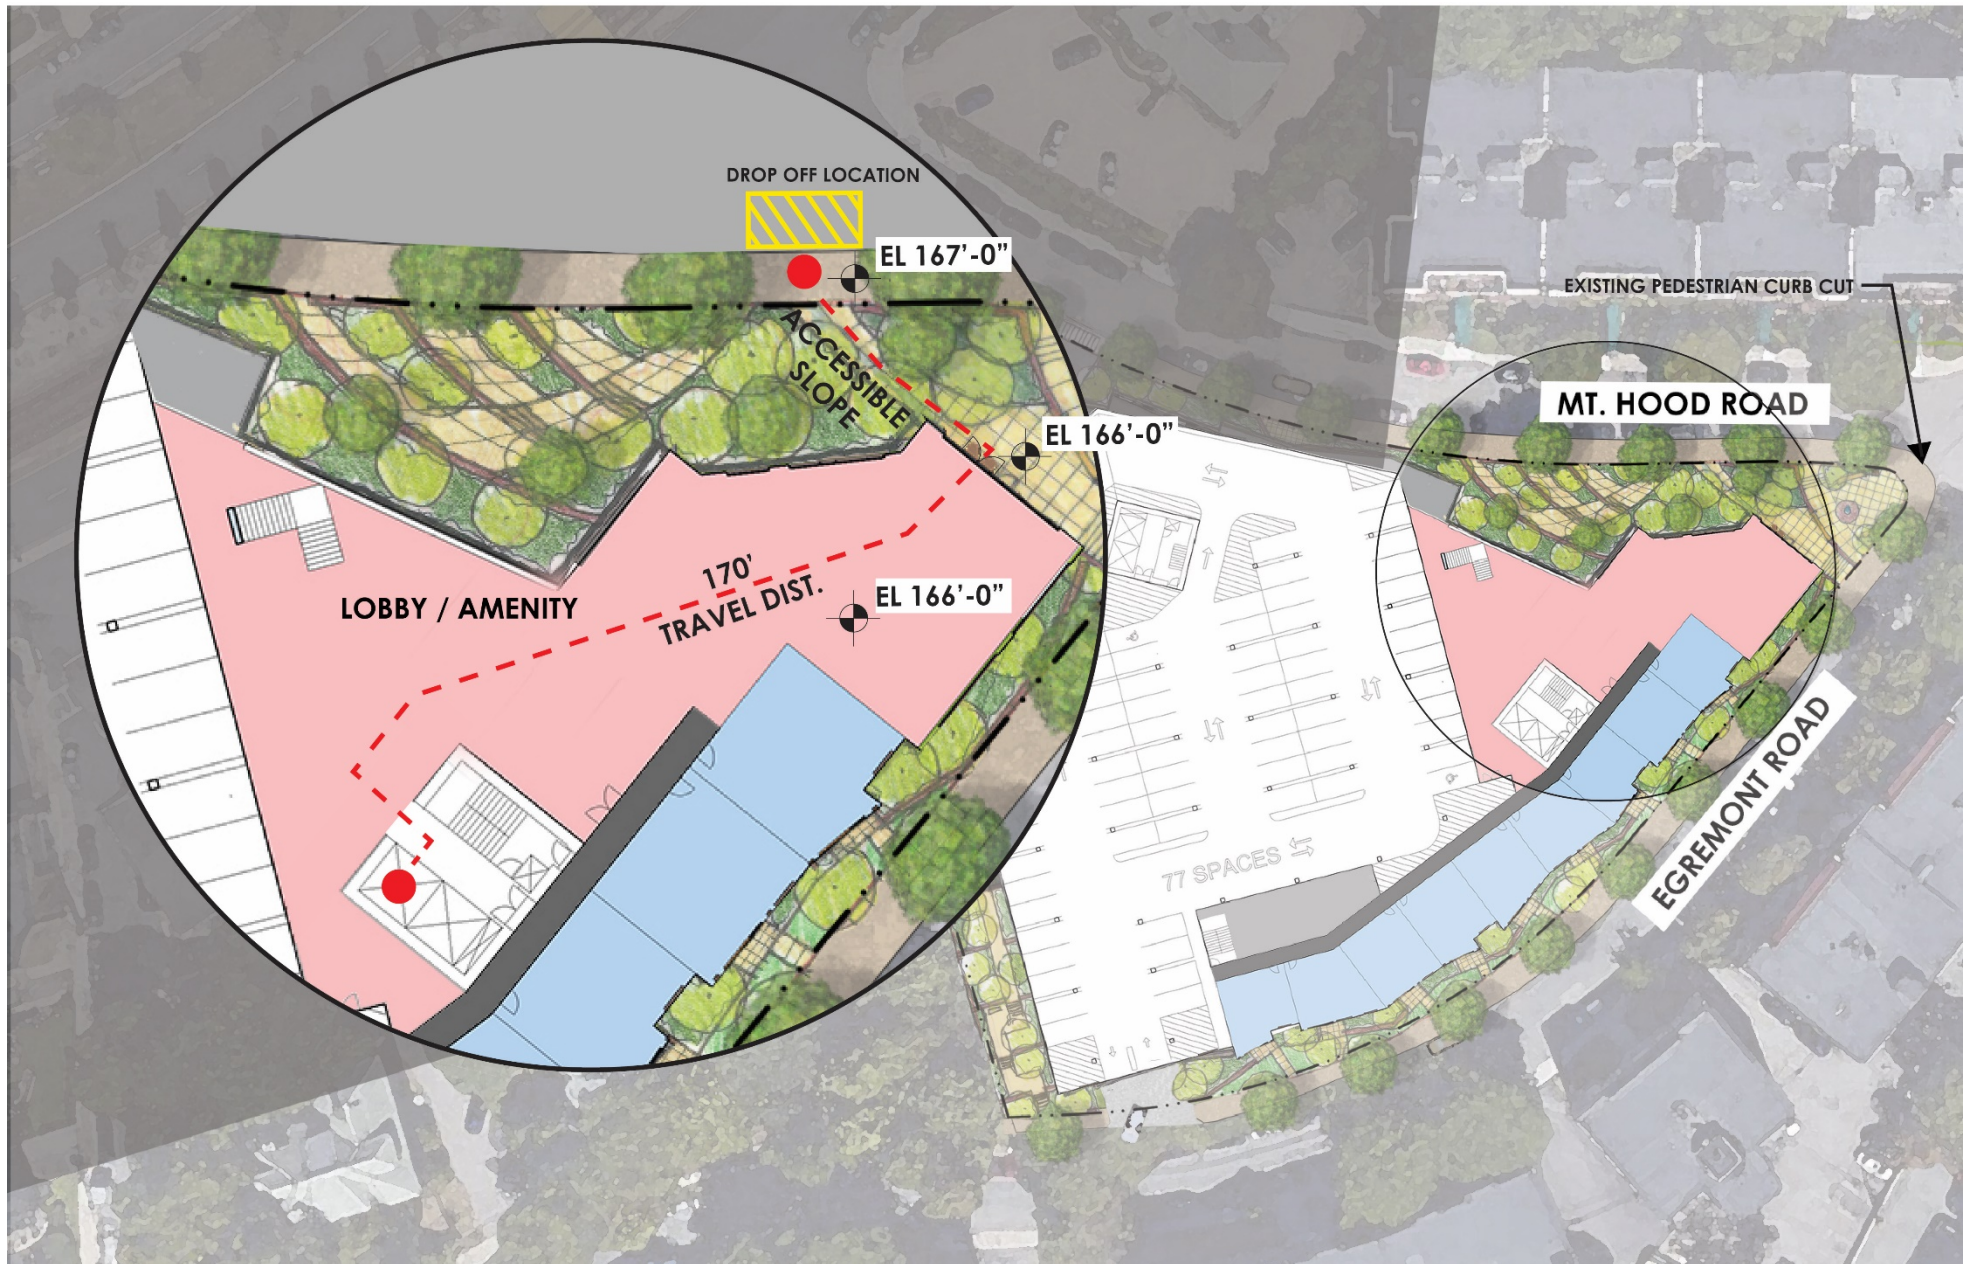 DROP OFF LOCATION
EL 167’-0”
ACCESSIBLE
SLOPE
EL 166’-0”
170’
TRAVEL DIST.
EL 166’-0”
LOBBY / AMENITY
EXISTING PEDESTRIAN CURB CUT
MT. HOOD ROAD
EGREMONT ROAD
77 SPACES